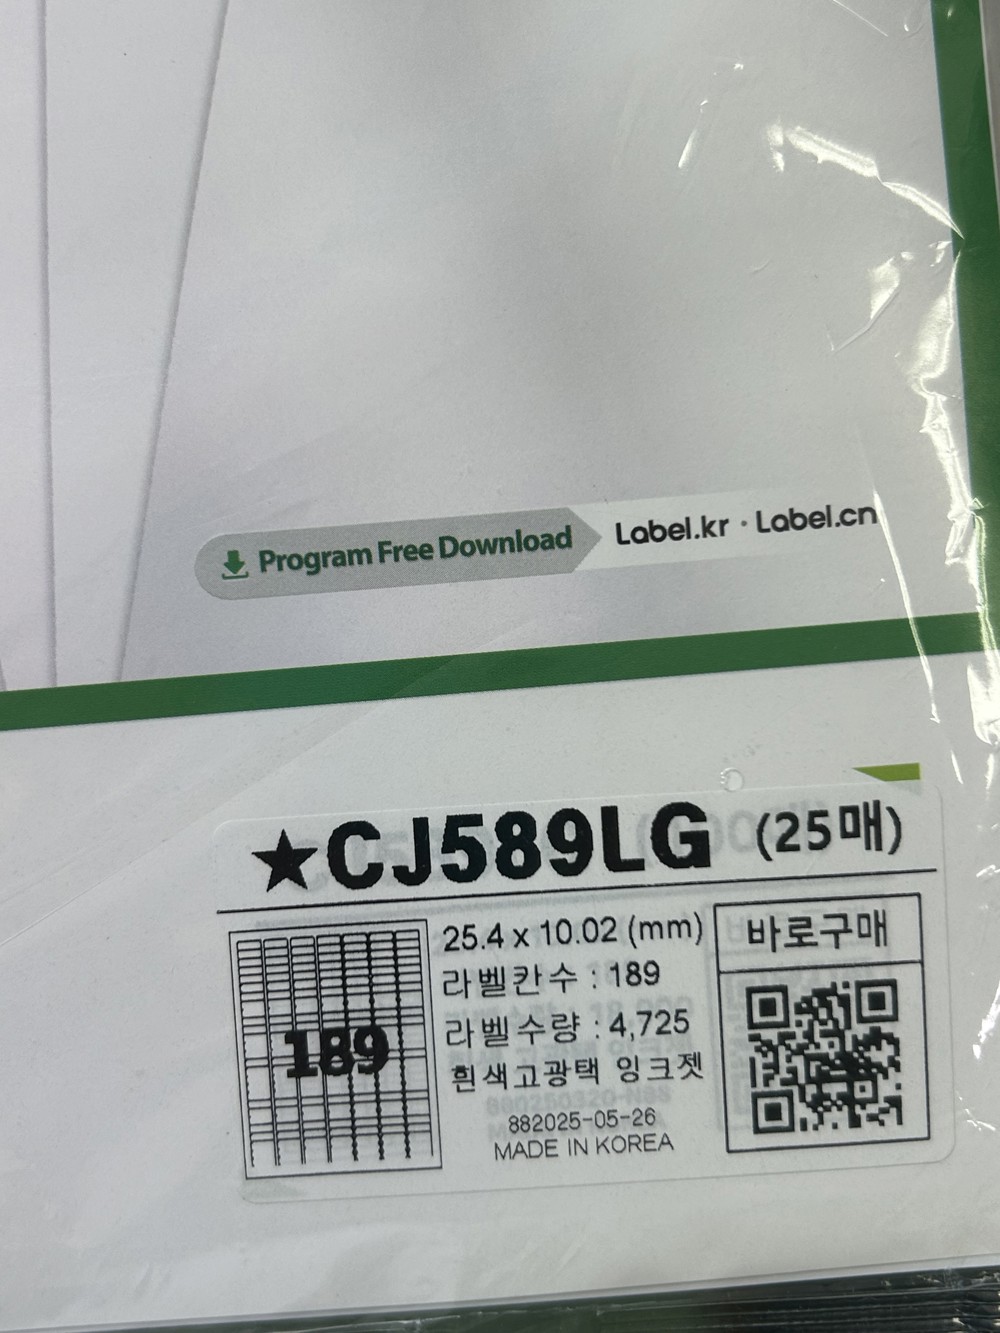 Program Free Download
Label.kr · Label.cn
★CJ589LG (25매)
189
25.4 x 10.02 (mm)
라벨칸수 : 189
라벨수량 : 4,725
흰색고광택 잉크젯
882025-05-26
MADE IN KOREA
바로구매